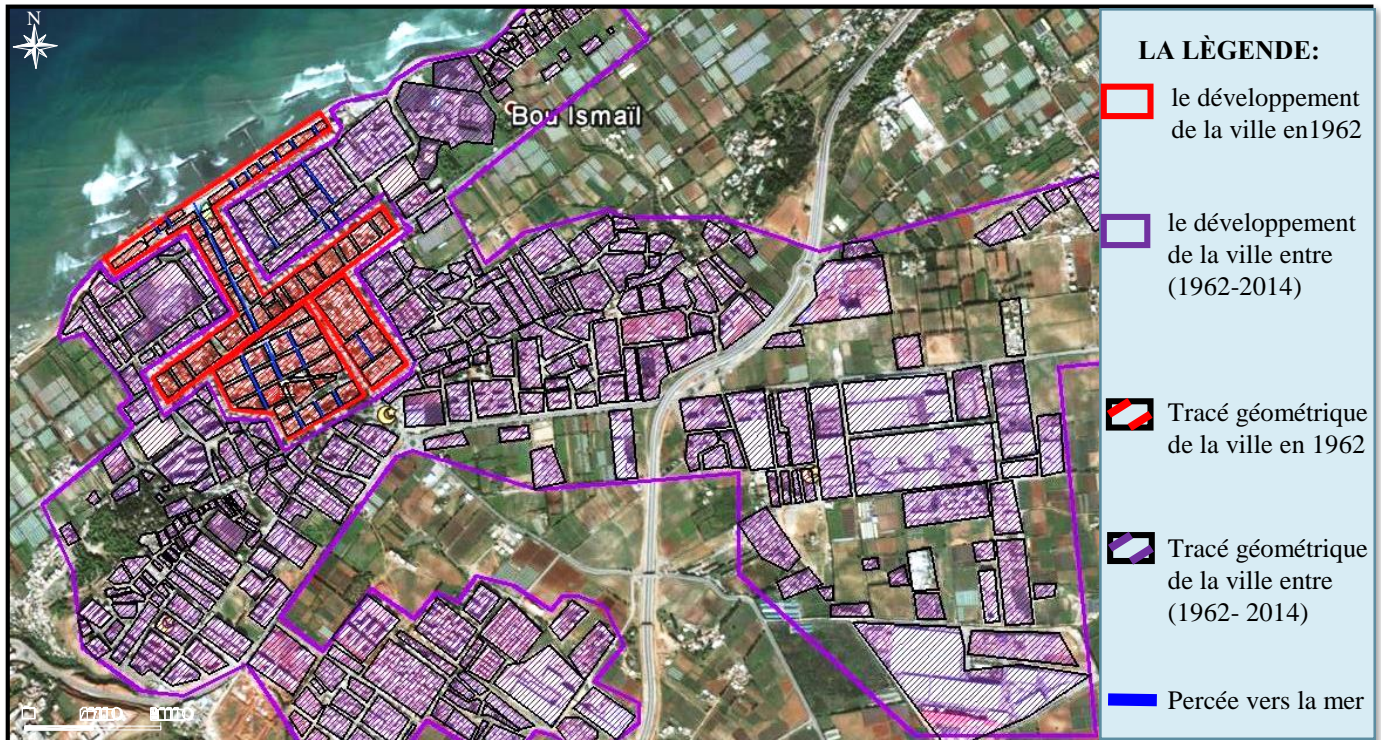 N
Bou Ismaïl
LA LÈGENDE:
le développement
de la ville en1962
le développement
de la ville entre
(1962-2014)
Tracé géométrique
de la ville en 1962
Tracé géométrique
de la ville entre
(1962- 2014)
Percée vers la mer